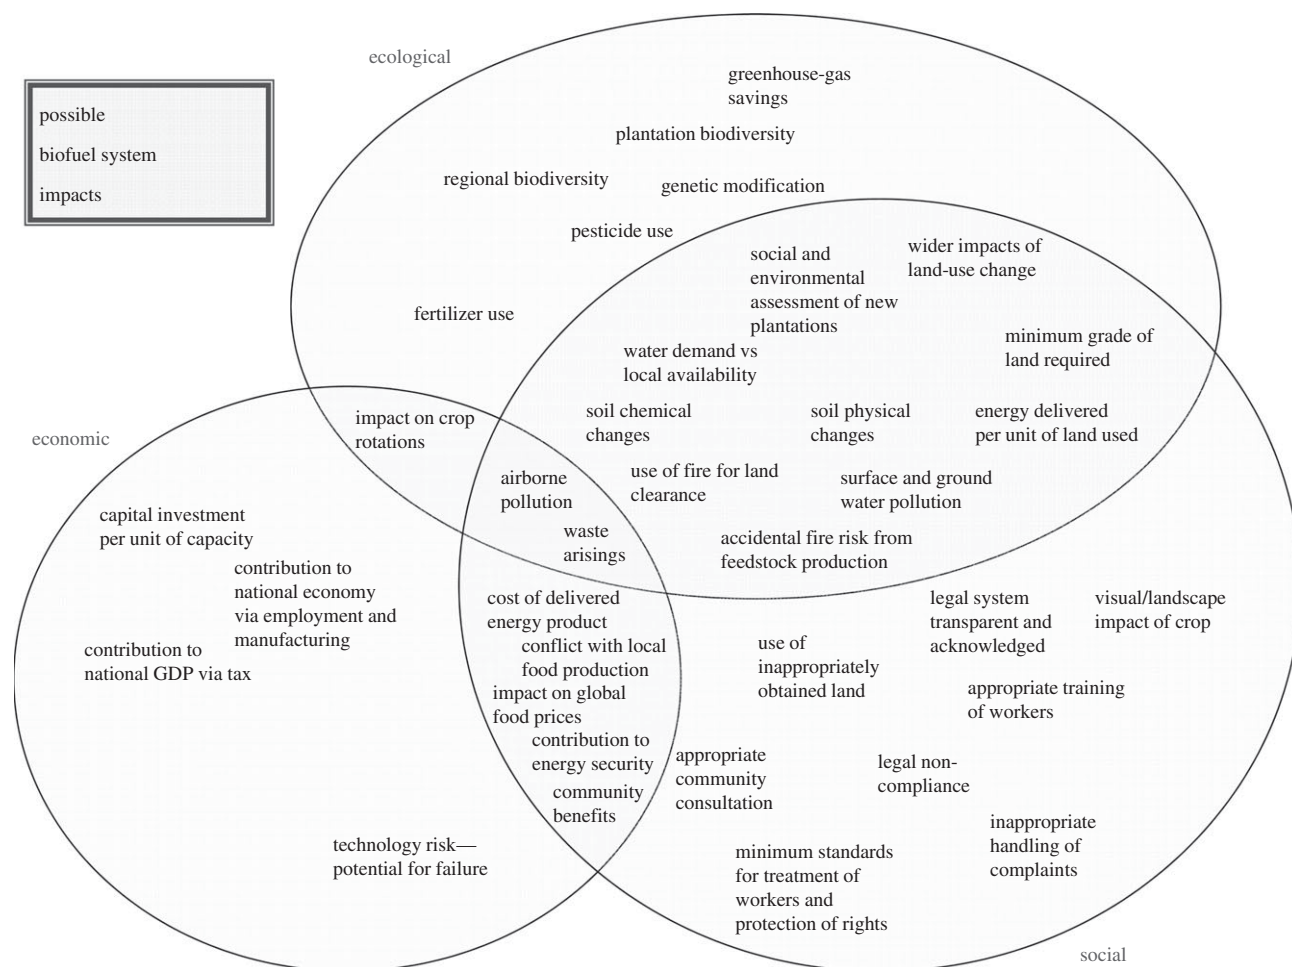 ecological
possible
biofuel system
impacts
greenhouse-gas
savings
plantation biodiversity
regional biodiversity
genetic modification
pesticide use
social and
environmental
assessment of new
plantations
wider impacts of
land-use change
fertilizer use
minimum grade of
land required
water demand vs
local availability
economic
impact on crop
rotations
soil chemical
changes
soil physical
changes
energy delivered
per unit of land used
airborne
pollution
use of fire for land
clearance
surface and ground
water pollution
capital investment
per unit of capacity
waste
arisings
accidental fire risk from
feedstock production
contribution to
national economy
via employment and
manufacturing
contribution to
national GDP via tax
cost of delivered
energy product
conflict with local
food production
impact on global
food prices
contribution to
energy security
community
benefits
use of
inappropriately
obtained land
legal system
transparent and
acknowledged
visual/landscape
impact of crop
appropriate training
of workers
appropriate
community
consultation
legal non-
compliance
technology risk—
potential for failure
minimum standards
for treatment of
workers and
protection of rights
inappropriate
handling of
complaints
social